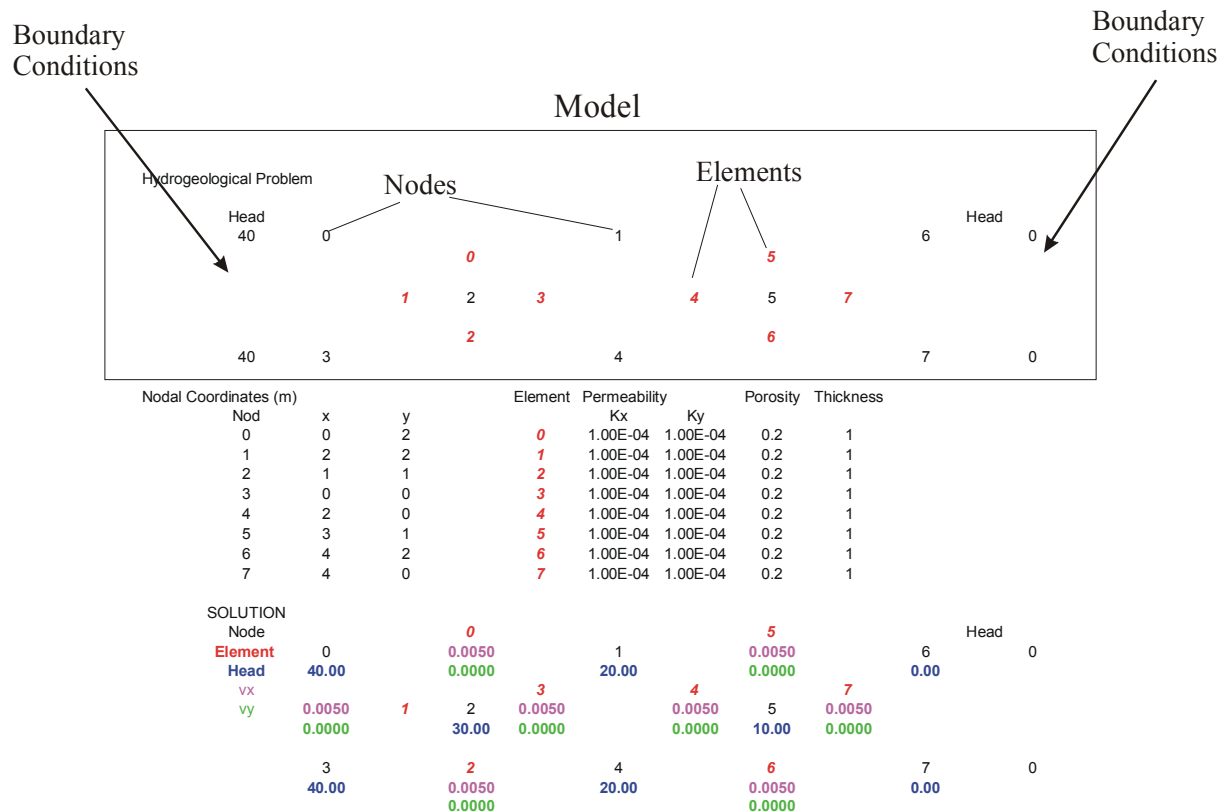 Boundary
Conditions
Boundary
Conditions
Model
Hydrogeological Problem
Nodes
Elements
Head Head
40 0 1 6 0
0 5
1 2 3 4 5 7
2 6
40 3 4 7 0
Nodal Coordinates (m) Element Permeability Porosity Thickness
Nod x y Kx Ky
0 0 2 0 1.00E-04 1.00E-04 0.2 1
1 2 2 1 1.00E-04 1.00E-04 0.2 1
2 1 1 2 1.00E-04 1.00E-04 0.2 1
3 0 0 3 1.00E-04 1.00E-04 0.2 1
4 2 0 4 1.00E-04 1.00E-04 0.2 1
5 3 1 5 1.00E-04 1.00E-04 0.2 1
6 4 2 6 1.00E-04 1.00E-04 0.2 1
7 4 0 7 1.00E-04 1.00E-04 0.2 1
SOLUTION
Node 0 5 Head
Element 0 0.0050 1 0.0050 6 0
Head 40.00 0.0000 20.00 0.0000 0.00
vx 3 4 7
vy 0.0050 1 2 0.0050 0.0050 5 0.0050
0.0000 30.00 0.0000 0.0000 10.00 0.0000
3 2 4 6 7 0
40.00 0.0050 20.00 0.0050 0.00
0.0000 0.0000